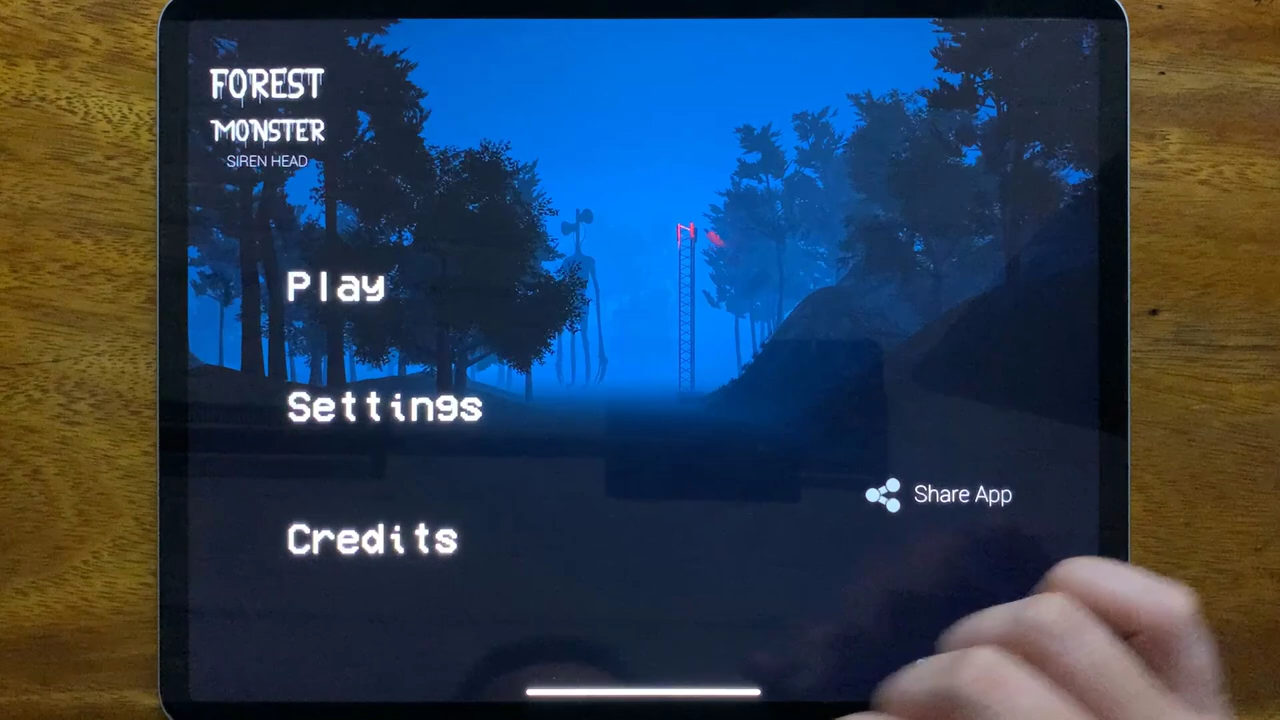 FOREST
MONSTER
SIREN HEAD
Play
Settings
Share App
Credits